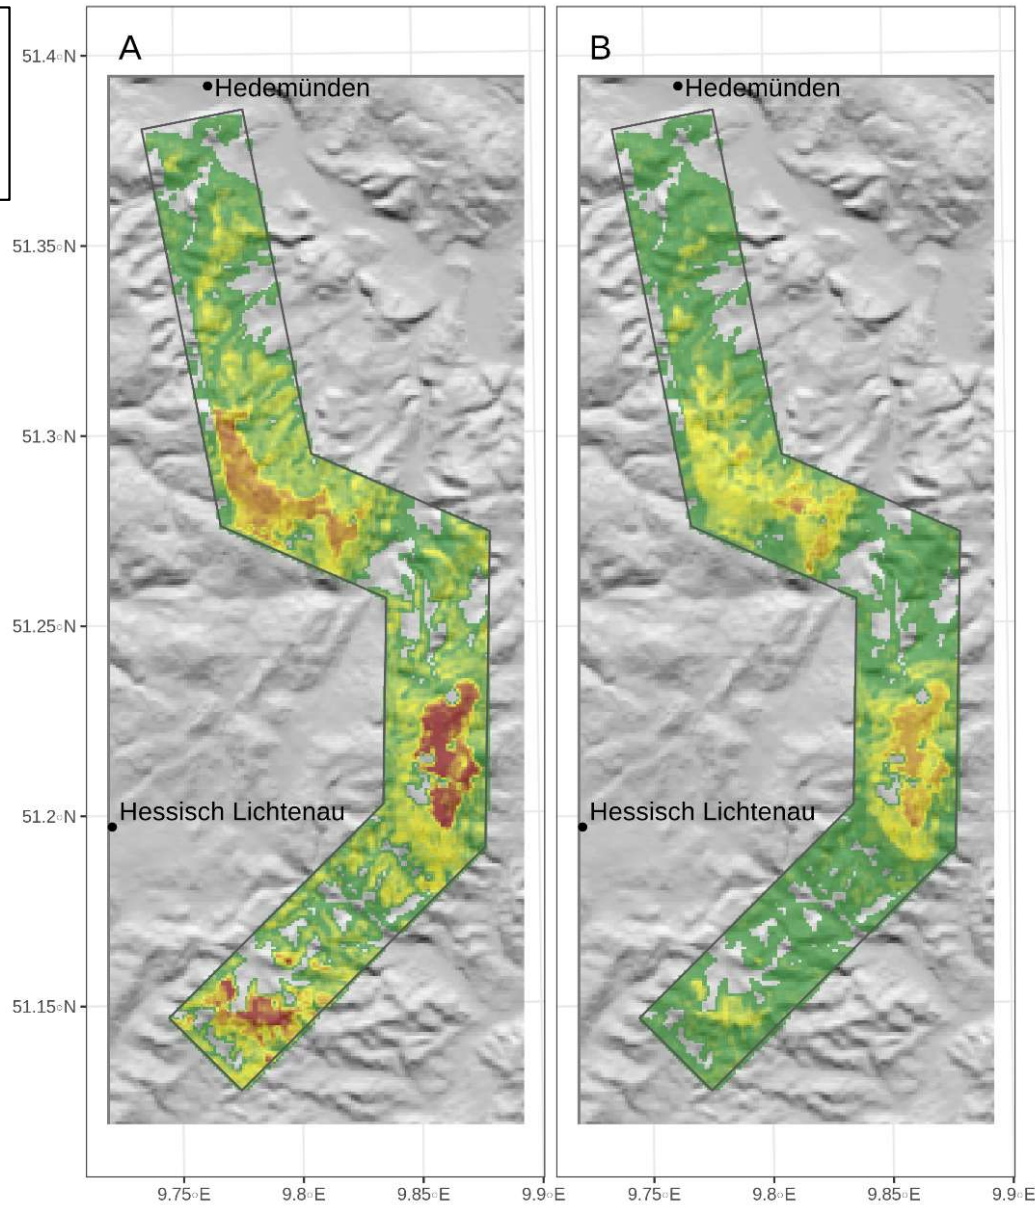 A
B
51.4◦N
Hedemünden
Hedemünden
51.35◦N
51.3◦N
51.25◦N
51.2◦N
Hessisch Lichtenau
Hessisch Lichtenau
51.15◦N
9.75◦E 9.8◦E 9.85◦E 9.9◦E 9.75◦E 9.8◦E 9.85◦E 9.9◦E